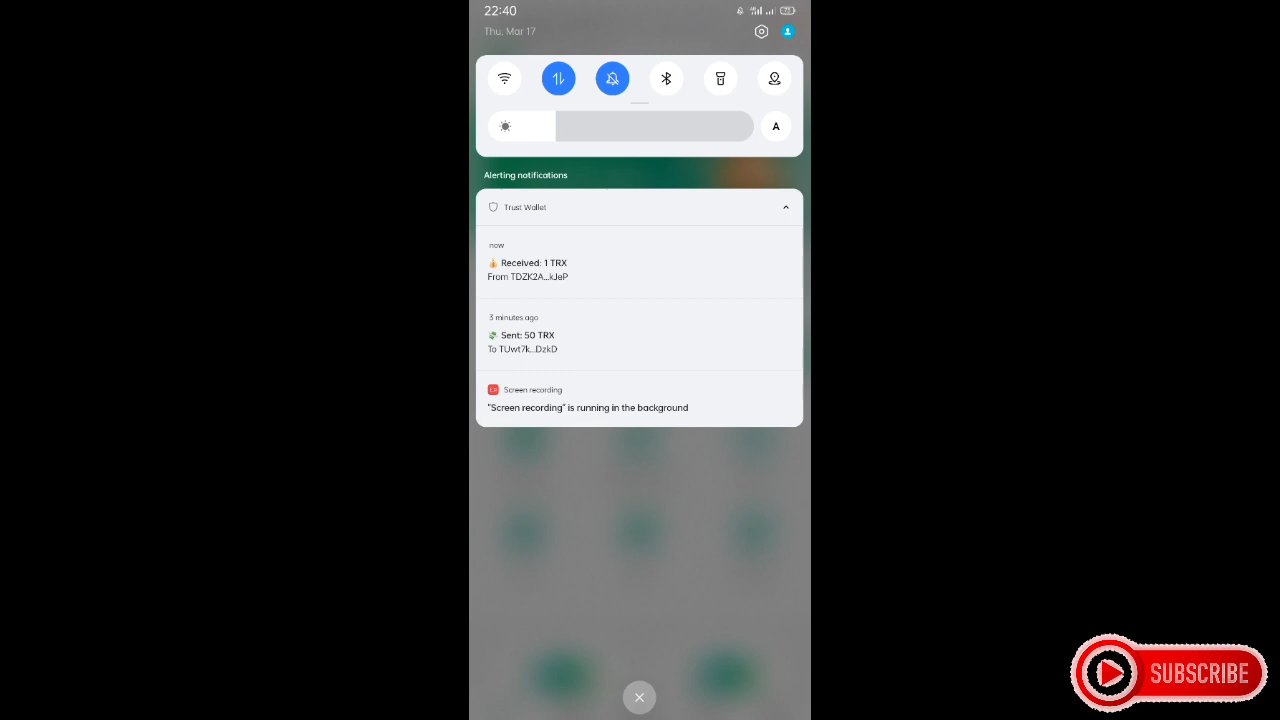 22:40
Thu, Mar 17
A
Alerting notifications
Trust Wallet
now
Received: 1 TRX
From TDZK2A...kJeP
3 minutes ago
Sent: 50 TRX
To TUwt7k...DzkD
Screen recording
"Screen recording" is running in the background
SUBSCRIBE